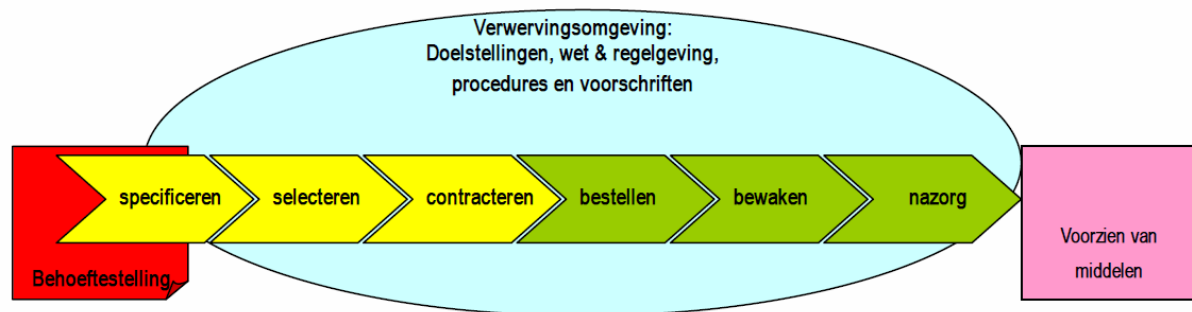 Verwervingsomgeving:
Doelstellingen, wet & regelgeving,
procedures en voorschriften
specificeren
selecteren
contracteren
bestellen
bewaken
nazorg
Behoeftestelling
Voorzien van
middelen